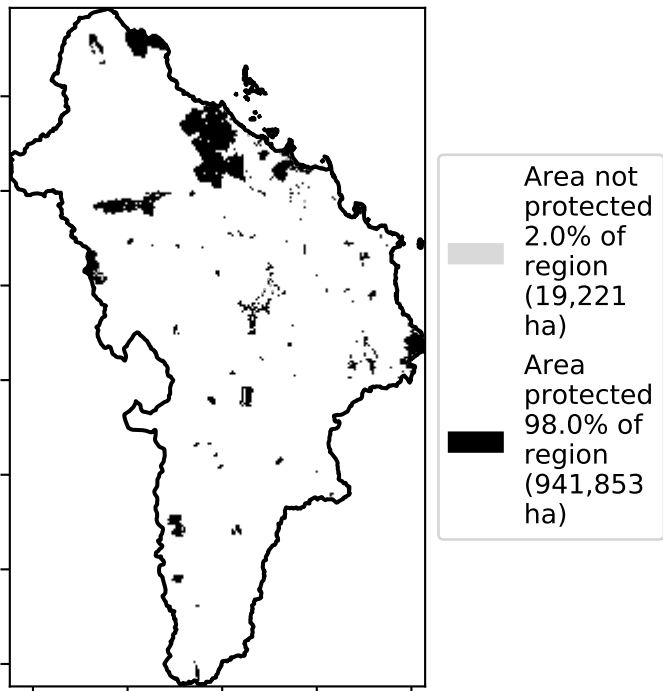 Area not
protected
2.0% of
region
(19,221
ha)
Area
protected
98.0% of
region
(941,853
ha)